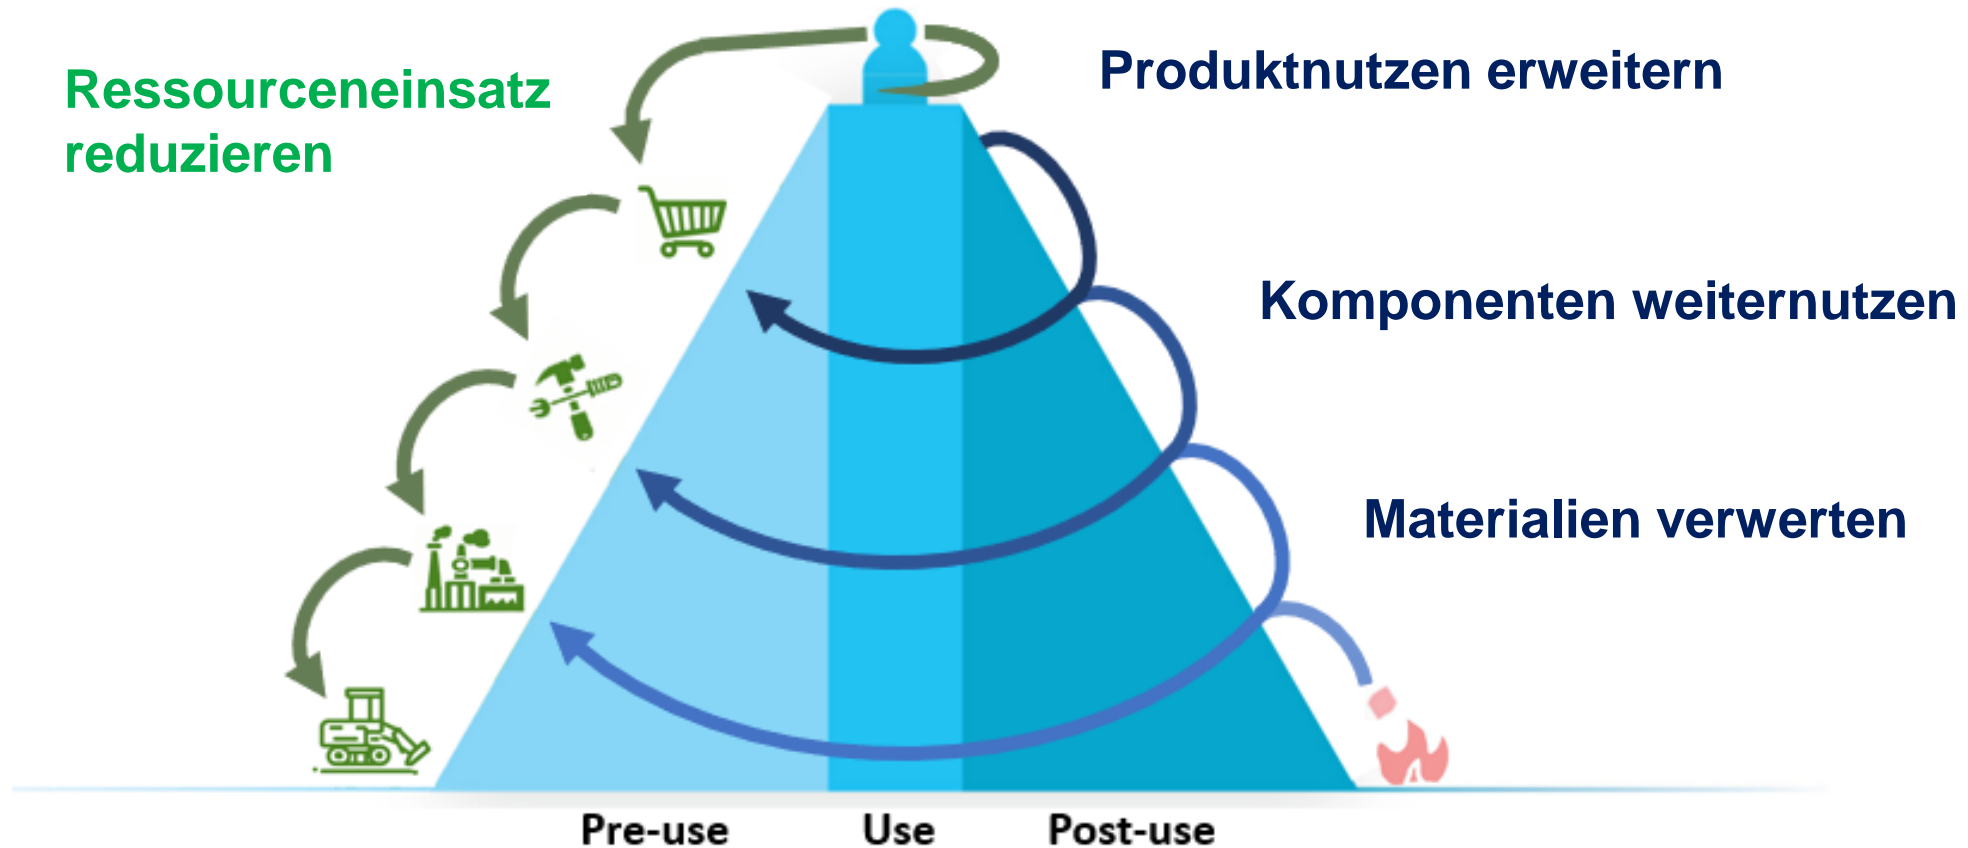 Ressourceneinsatz
reduzieren
Produktnutzen erweitern
Komponenten weiternutzen
Materialien verwerten
Pre-use
Use
Post-use